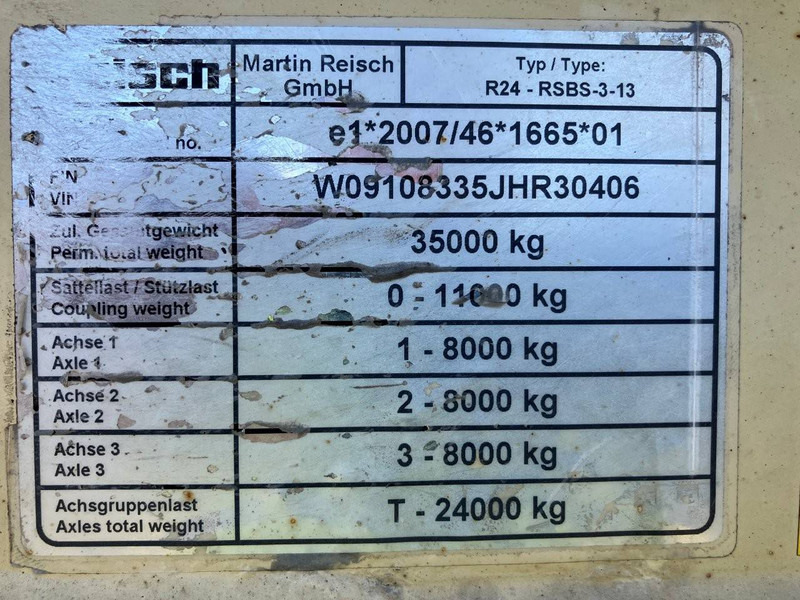 isch
Martin Reisch
GmbH
Typ / Type:
R24 - RSBS-3-13
no.
e1*2007/46*1665*01
W09108335JHR30406
Perm. total weight
35000 kg
Sattellast / Stützlast
Coupling weight
0 - 11000 kg
Achse 1
Axle 1
1 - 8000 kg
Achse 2
Axle 2
2 - 8000 kg
Achse 3
Axle 3
3 - 8000 kg
Achsgruppenlast
Axles total weight
T - 24000 kg